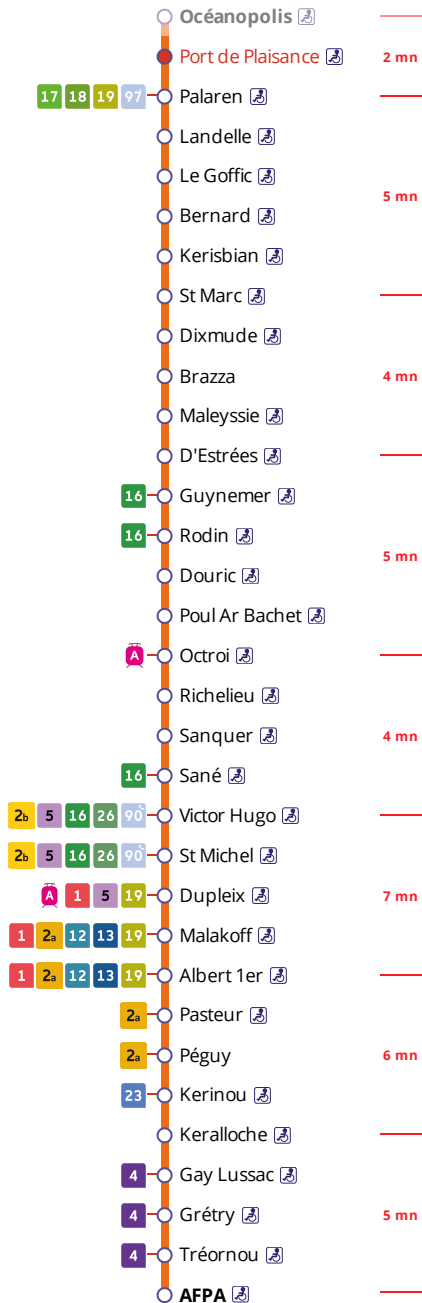 Océanopolis
Port de Plaisance 2 mn
17 18 19 97 Palaren
Landelle
Le Goffic 5 mn
Bernard
Kerisbian
St Marc
Dixmude
Brazza 4 mn
Maleyssie
D'Estrées
16 Guynemer
16 Rodin 5 mn
Douric
Poul Ar Bachet
A Octroi
Richelieu
Sanquer 4 mn
16 Sané
2b 5 16 26 90 Victor Hugo
2b 5 16 26 90 St Michel
A 1 5 19 Dupleix 7 mn
1 2a 12 13 19 Malakoff
1 2a 12 13 19 Albert 1er
2a Pasteur
2a Péguy 6 mn
23 Kerinou
Keralloche
4 Gay Lussac
4 Grétry 5 mn
4 Tréornou
AFPA